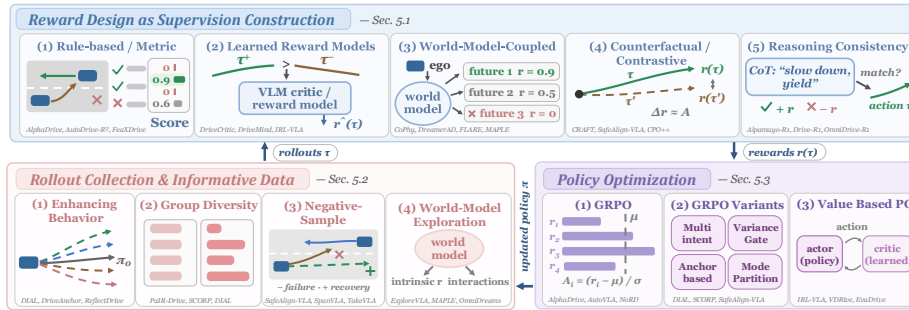 Reward Design as Supervision Construction — Sec. 5.1
(1) Rule-based / Metric
0
0.9
0
0.6
Score
AlphaDrive, AutoDrive-R², FeaXDrive
(2) Learned Reward Models
τ⁺ > τ⁻
VLM critic /
reward model
r^(τ)
DriveCritic, DriveMind, IRL-VLA
(3) World-Model-Coupled
ego
world
model
future 1 r = 0.9
future 2 r = 0.5
future 3 r = 0
CoPhy, DreamerAD, FLARE, MAPLE
(4) Counterfactual /
Contrastive
τ r(τ)
τ' r(τ')
Δr ≈ A
CRAFT, SafeAlign-VLA, CPO++
(5) Reasoning Consistency
CoT: “slow down,
yield”
match?
+ r − r
action τ
Alpamayo-R1, Drive-R1, OmniDrive-R1
rollouts τ
rewards r(τ)
updated policy π
Rollout Collection & Informative Data — Sec. 5.2
(1) Enhancing
Behavior
π₀
DIAL, DriveAnchor, ReflectDrive
(2) Group Diversity
PaIR-Drive, SCORP, DIAL
(3) Negative-
Sample
+
− failure · + recovery
SafeAlign-VLA, SpanVLA, TakeVLA
(4) World-Model
Exploration
world
model
intrinsic r interactions
ExploreVLA, MAPLE, OmniDreams
Policy Optimization — Sec. 5.3
(1) GRPO
μ
r₁
r₂
r₃
r₄
Aᵢ = (rᵢ − μ) / σ
AlphaDrive, AutoVLA, NoRD
(2) GRPO Variants
Multi
intent
Variance
Gate
Anchor
based
Mode
Partition
DIAL, SCORP, SafeAlign-VLA
(3) Value Based PO
action
actor
(policy)
critic
(learned
IRL-VLA, VDRive, EvaDrive